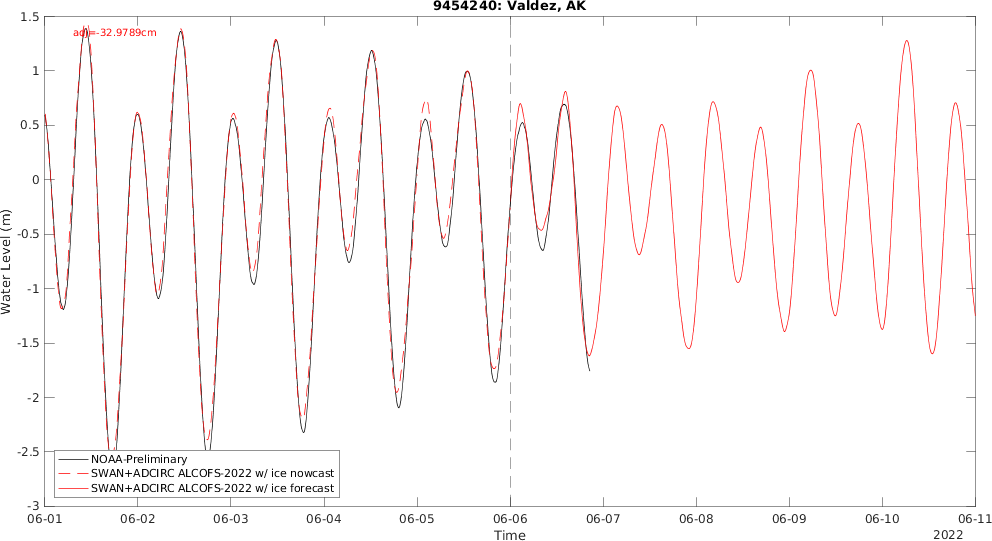 9454240: Valdez, AK
adj=-32.9789cm
1.5
1
0.5
0
-0.5
-1
-1.5
-2
-2.5
-3
Water Level (m)
NOAA-Preliminary
SWAN+ADCIRC ALCOFS-2022 w/ ice nowcast
SWAN+ADCIRC ALCOFS-2022 w/ ice forecast
06-01 06-02 06-03 06-04 06-05 06-06 06-07 06-08 06-09 06-10 06-11
Time
2022